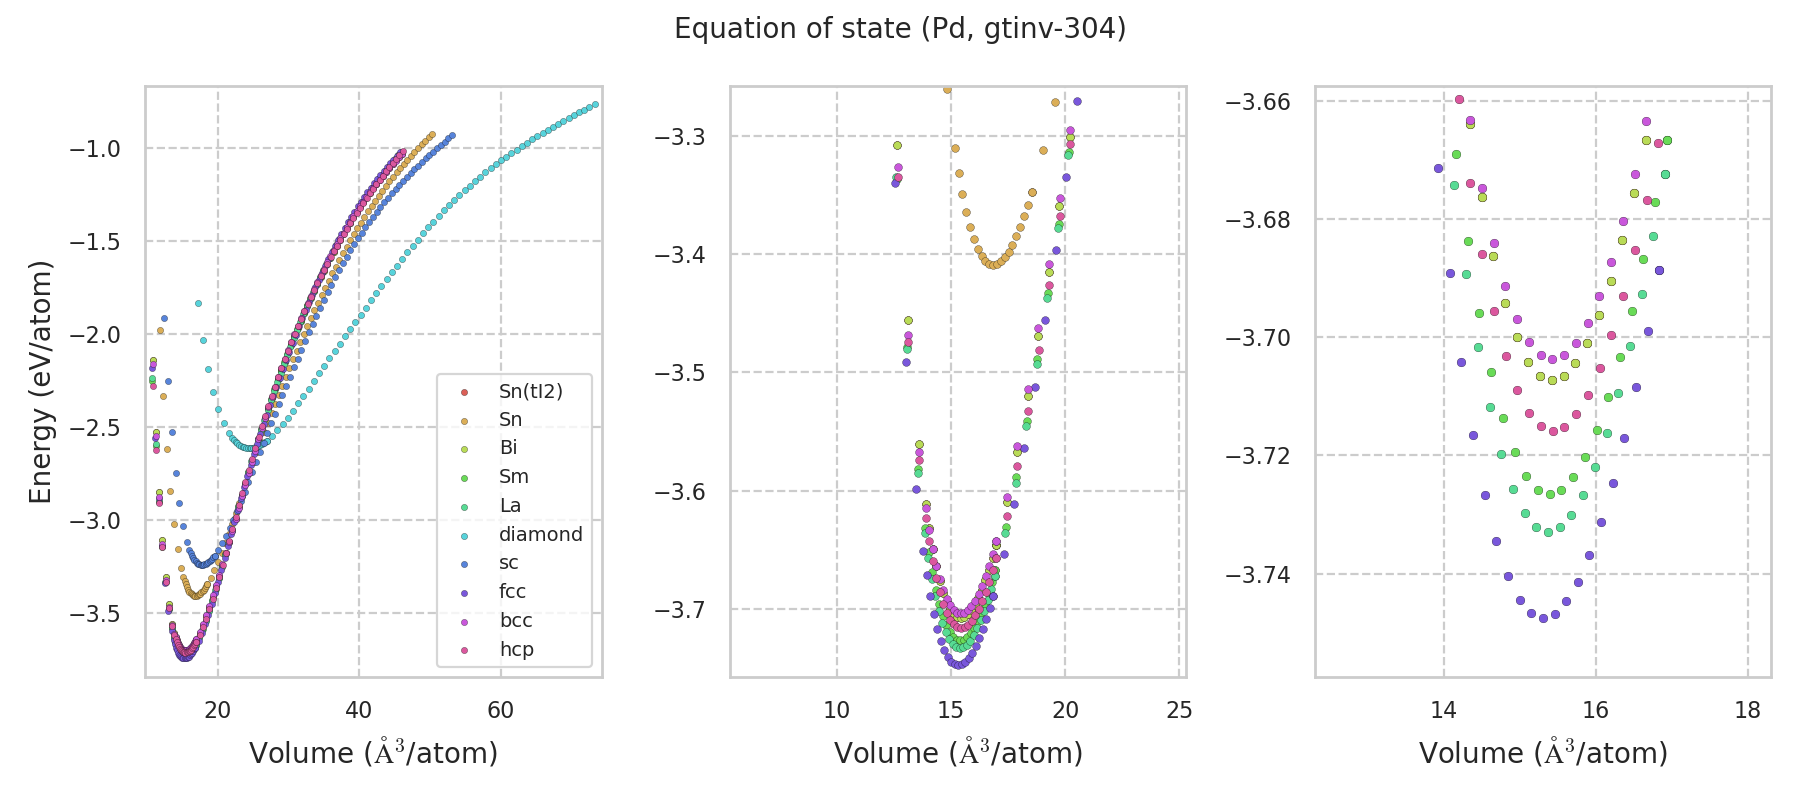 Equation of state (Pd, gtinv-304)
Energy (eV/atom)
−1.0
−1.5
−2.0
−2.5
−3.0
−3.5
20 40 60
Volume (Å³/atom)
Sn(tI2)
Sn
Bi
Sm
La
diamond
sc
fcc
bcc
hcp
−3.3
−3.4
−3.5
−3.6
−3.7
10 15 20 25
Volume (Å³/atom)
−3.66
−3.68
−3.70
−3.72
−3.74
14 16 18
Volume (Å³/atom)